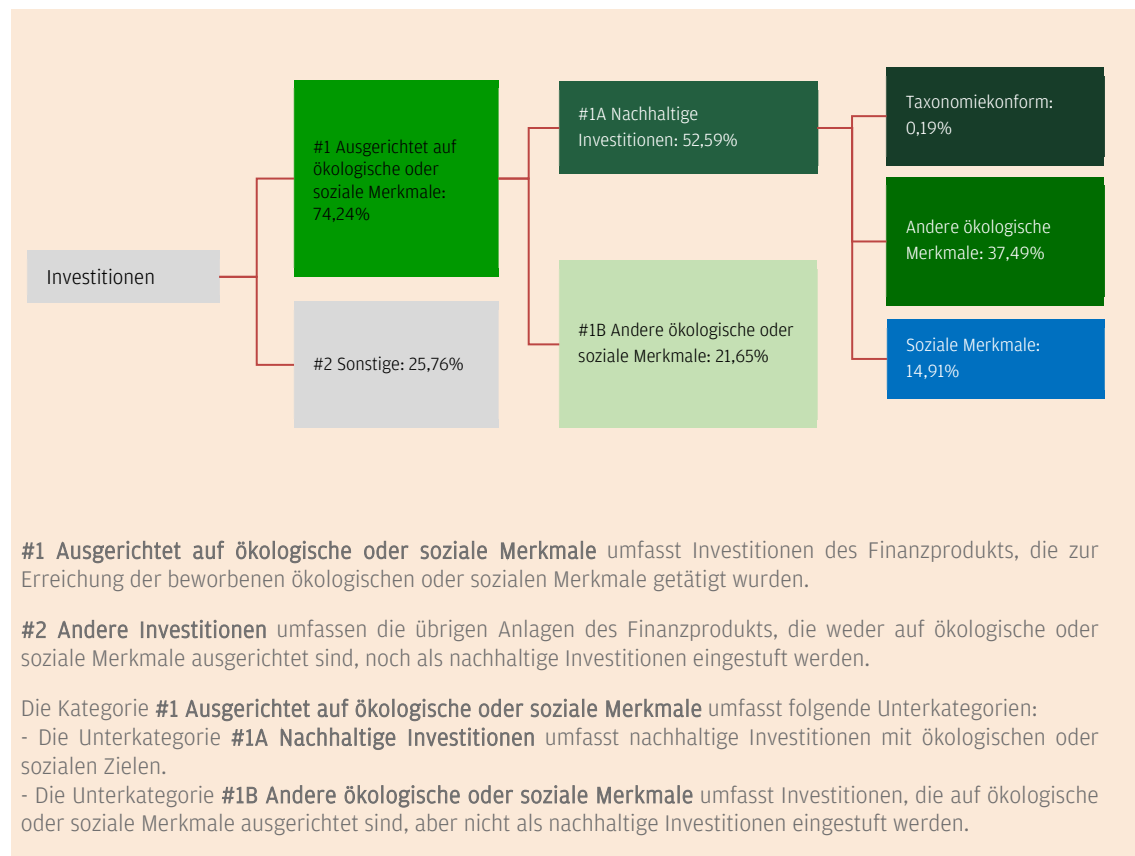 Investitionen
#1 Ausgerichtet auf
ökologische oder
soziale Merkmale:
74,24%
#2 Sonstige: 25,76%
#1A Nachhaltige
Investitionen: 52,59%
#1B Andere ökologische oder
soziale Merkmale: 21,65%
Taxonomiekonform:
0,19%
Andere ökologische
Merkmale: 37,49%
Soziale Merkmale:
14,91%
#1 Ausgerichtet auf ökologische oder soziale Merkmale umfasst Investitionen des Finanzprodukts, die zur
Erreichung der beworbenen ökologischen oder sozialen Merkmale getätigt wurden.
#2 Andere Investitionen umfassen die übrigen Anlagen des Finanzprodukts, die weder auf ökologische oder
soziale Merkmale ausgerichtet sind, noch als nachhaltige Investitionen eingestuft werden.
Die Kategorie #1 Ausgerichtet auf ökologische oder soziale Merkmale umfasst folgende Unterkategorien:
- Die Unterkategorie #1A Nachhaltige Investitionen umfasst nachhaltige Investitionen mit ökologischen oder
sozialen Zielen.
- Die Unterkategorie #1B Andere ökologische oder soziale Merkmale umfasst Investitionen, die auf ökologische
oder soziale Merkmale ausgerichtet sind, aber nicht als nachhaltige Investitionen eingestuft werden.